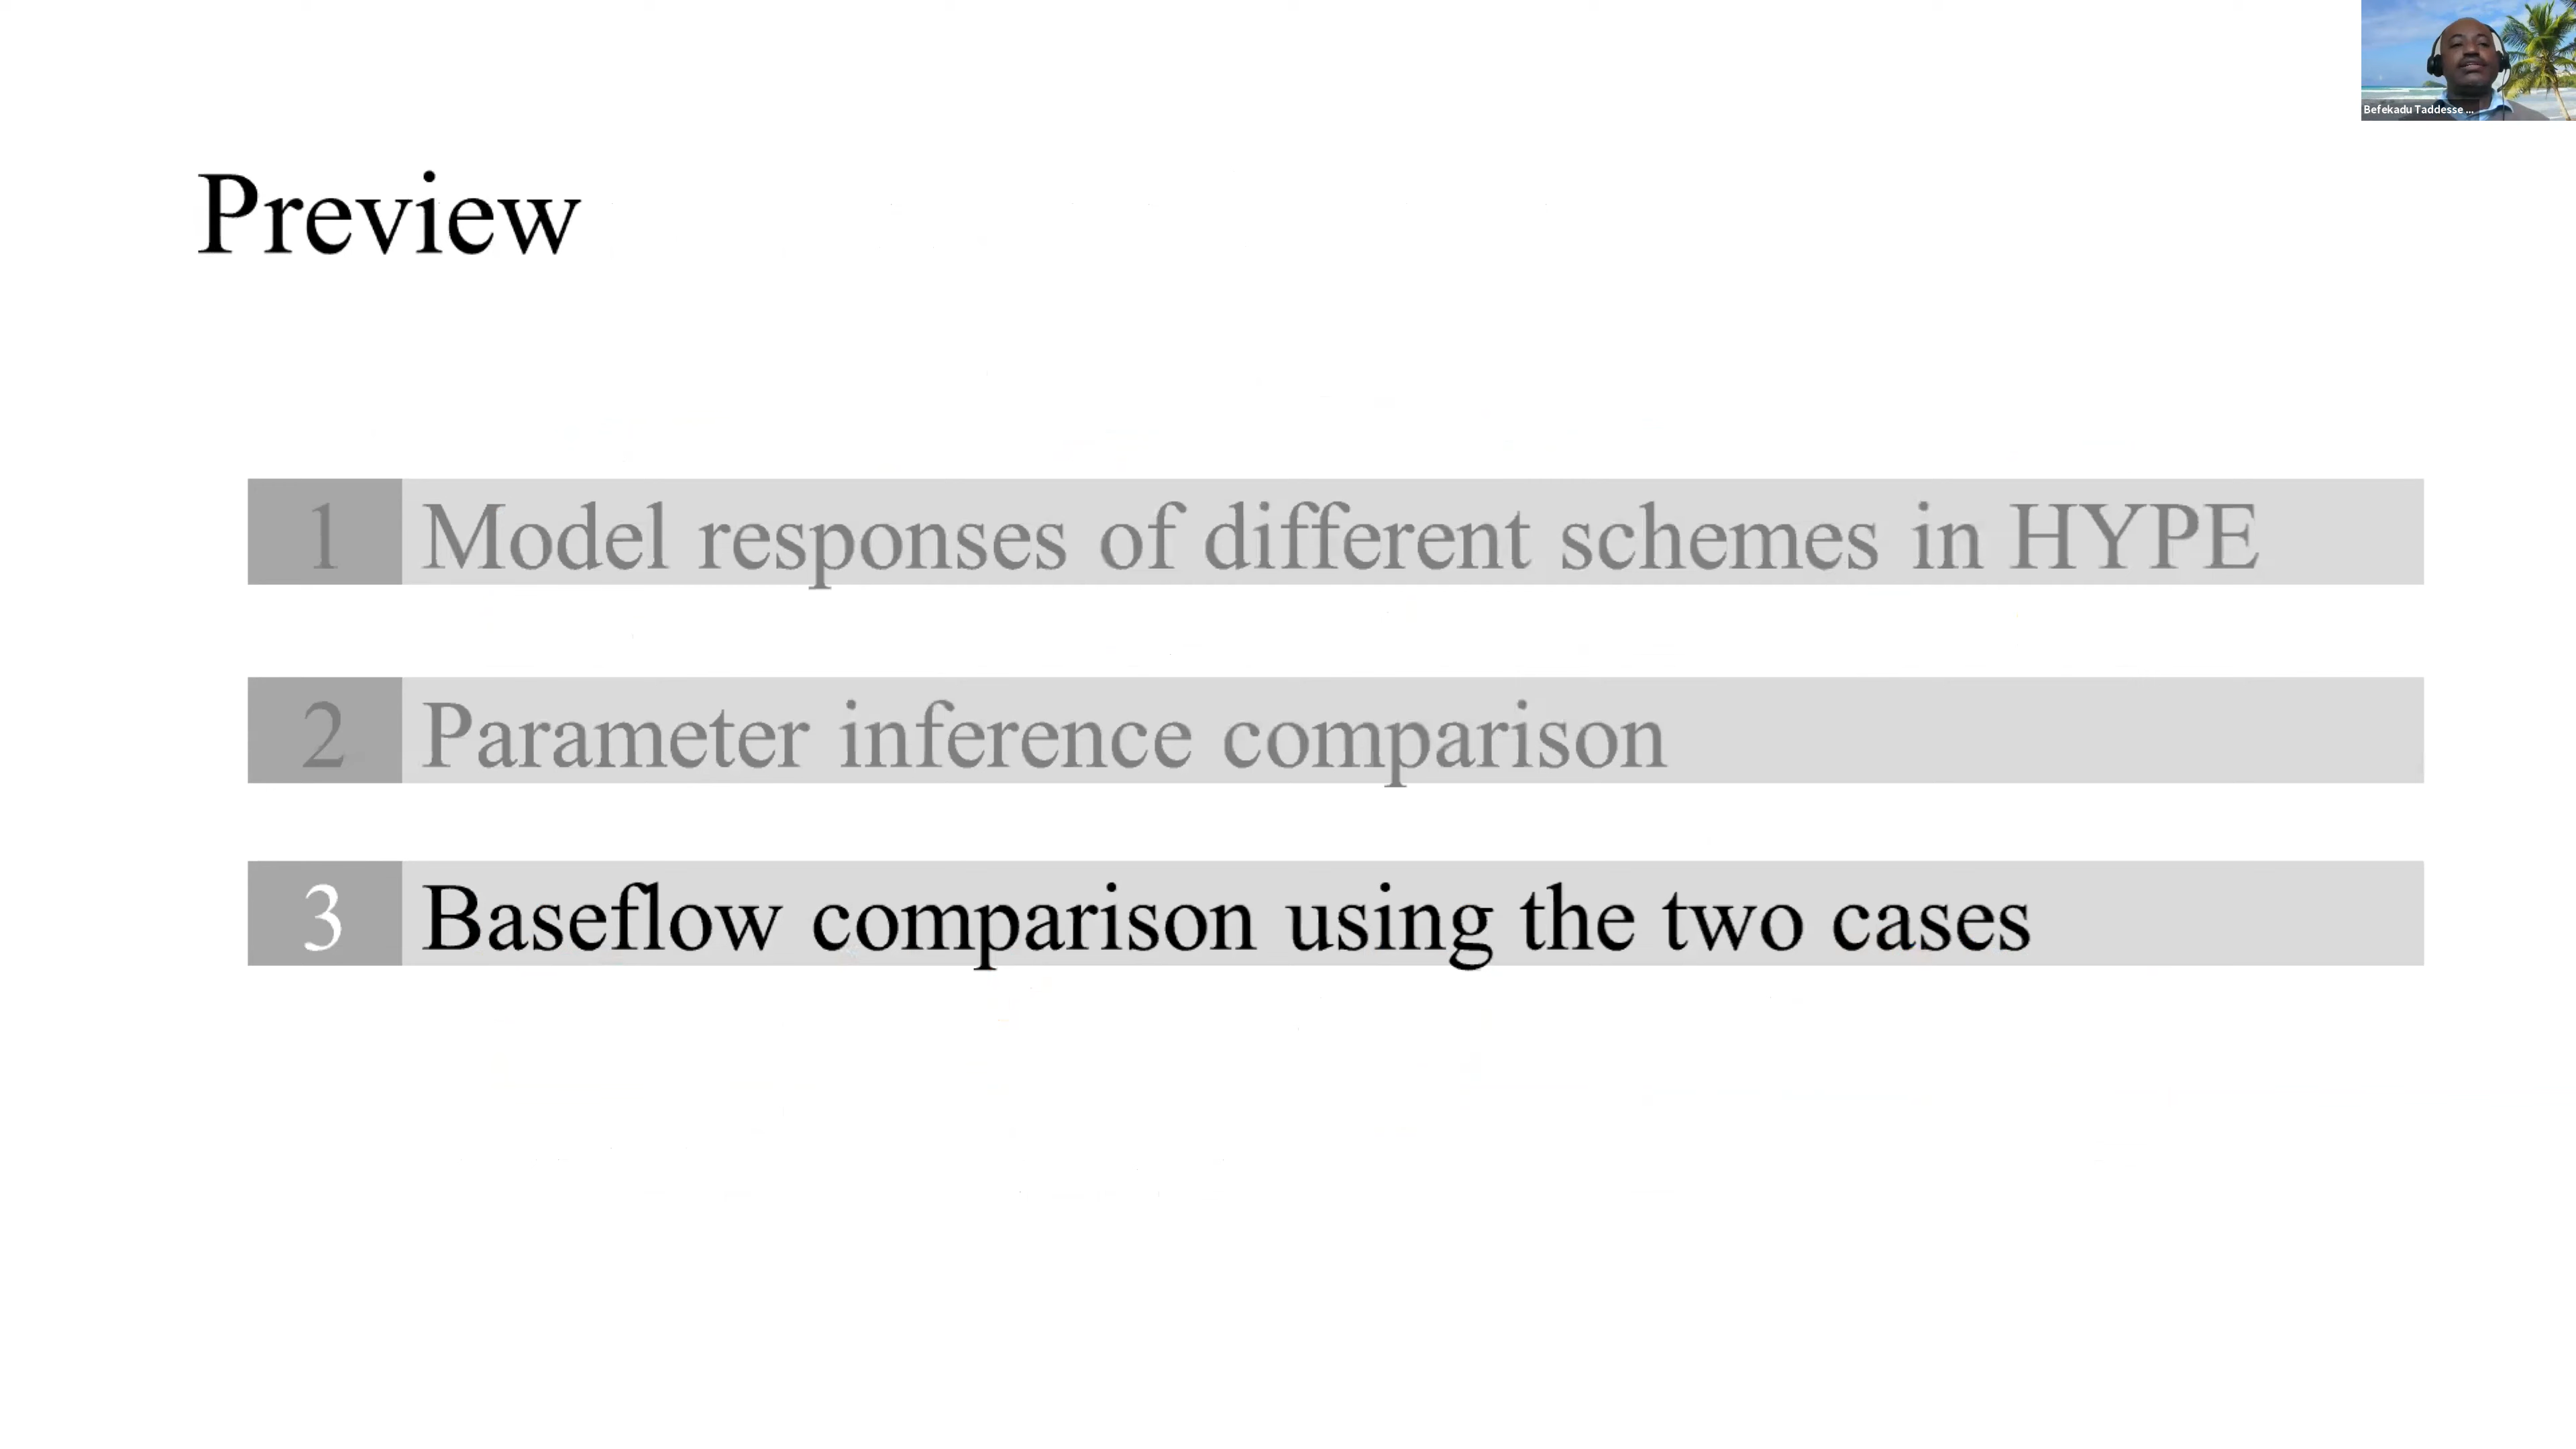 Befekadu Taddesse ...
Preview
1 Model responses of different schemes in HYPE
2 Parameter inference comparison
3 Baseflow comparison using the two cases